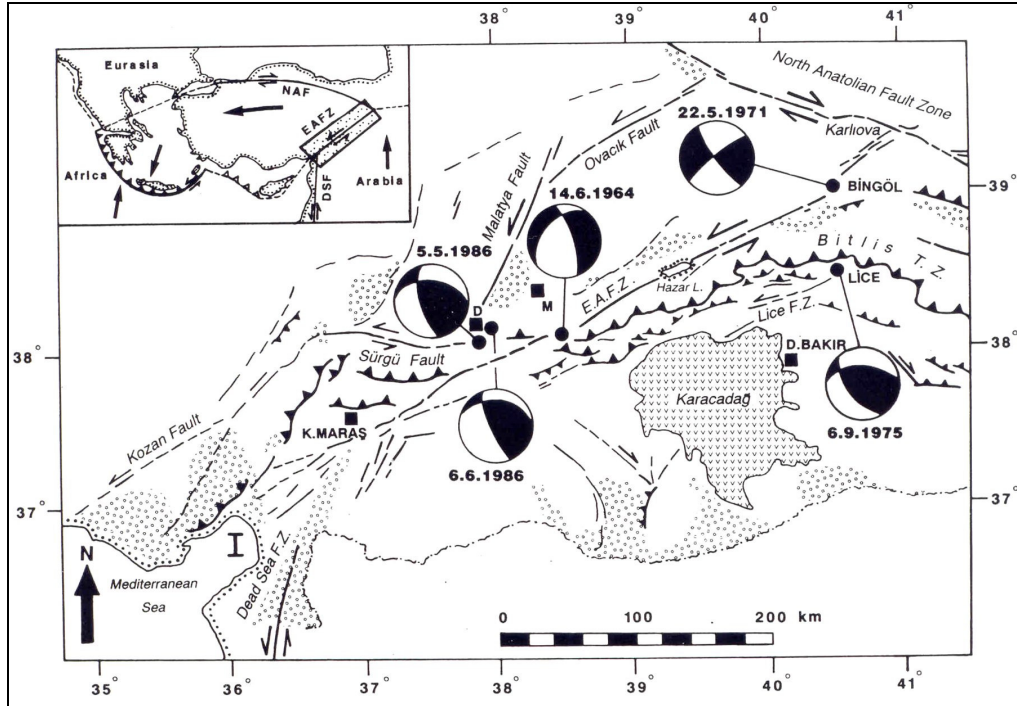 38°
39°
40°
41°
Eurasia
NAF
EAFZ
Africa
Arabia
DSF
North Anatolian Fault Zone
22.5.1971
Karlıova
Ovacık Fault
Malatya Fault
14.6.1964
BİNGÖL
39°
5.5.1986
Bitlis
T.Z.
E.A.F.Z.
Hazar L.
LİCE
D
M
Lice F.Z.
38°
38°
Sürgü Fault
D.BAKIR
Karacadağ
Kozan Fault
K.MARAŞ
6.6.1986
6.9.1975
37°
37°
I
N
Mediterranean
Sea
Dead Sea F.Z.
0 100 200 km
35°
36°
37°
38°
39°
40°
41°